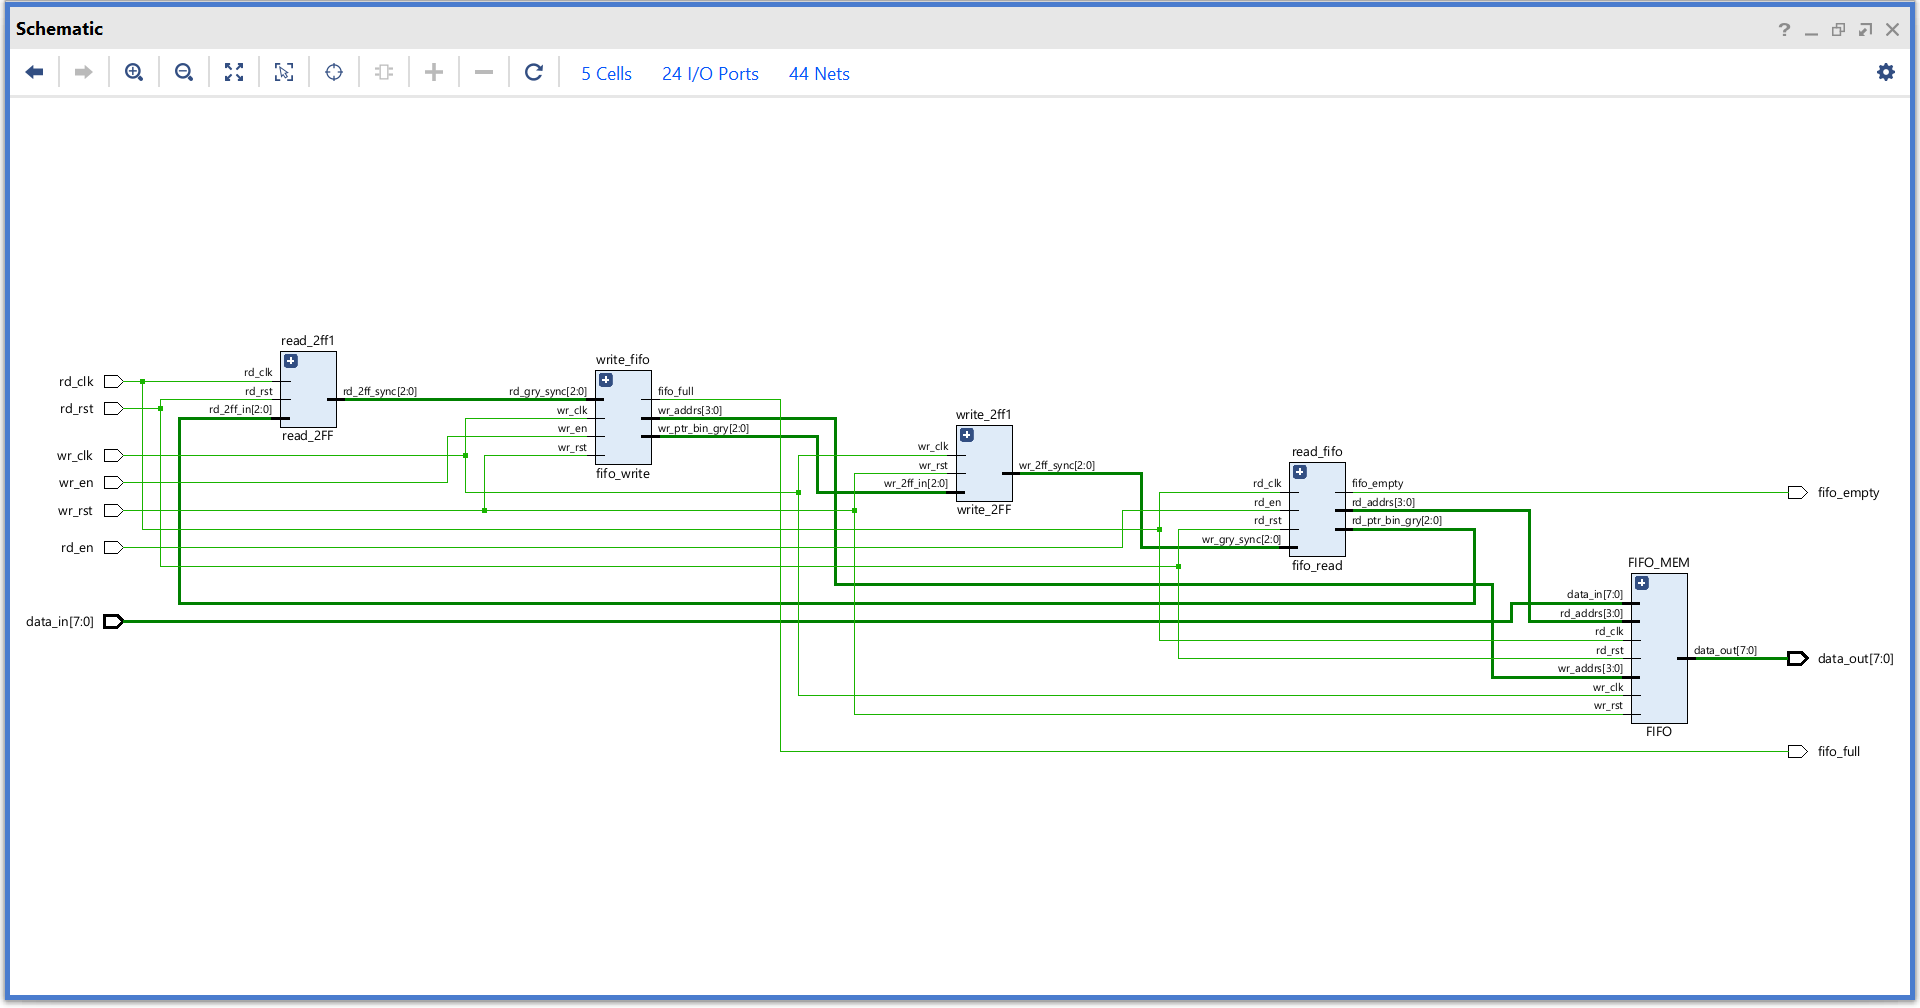 Schematic
5 Cells 24 I/O Ports 44 Nets
rd_clk
rd_rst
wr_clk
wr_en
wr_rst
rd_en
data_in[7:0]
read_2ff1
rd_clk
rd_rst
rd_2ff_in[2:0]
rd_2ff_sync[2:0]
read_2FF
write_fifo
rd_gry_sync[2:0]
wr_clk
wr_en
wr_rst
fifo_full
wr_addrs[3:0]
wr_ptr_bin_gry[2:0]
fifo_write
write_2ff1
wr_clk
wr_rst
wr_2ff_in[2:0]
wr_2ff_sync[2:0]
write_2FF
read_fifo
rd_clk
rd_en
rd_rst
wr_gry_sync[2:0]
fifo_empty
rd_addrs[3:0]
rd_ptr_bin_gry[2:0]
fifo_read
FIFO_MEM
data_in[7:0]
rd_addrs[3:0]
rd_clk
rd_rst
wr_addrs[3:0]
wr_clk
wr_rst
data_out[7:0]
FIFO
fifo_empty
data_out[7:0]
fifo_full